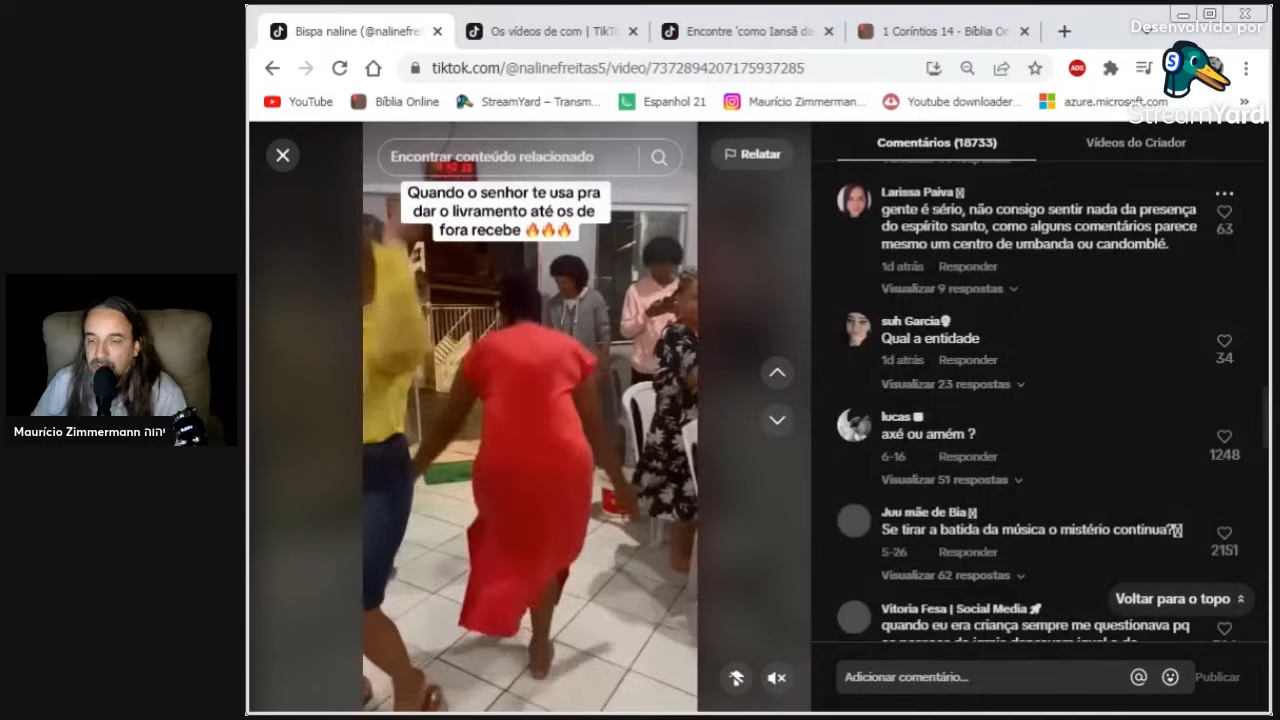 Bispa naline (@nalinefrei
Os vídeos de com | TikTo
Encontre 'como Iansã da
1 Coríntios 14 - Bíblia On
Desenvolvido por
tiktok.com/@nalinefreitas5/video/7372894207175937285
ADS
S
YouTube
Bíblia Online
StreamYard – Transm...
Espanhol 21
Maurício Zimmerman...
Youtube downloader...
azure.microsoft.com
StreamYard
Encontrar conteúdo relacionado
Relatar
Quando o senhor te usa pra
dar o livramento até os de
fora recebe 🔥🔥🔥
Comentários (18733)
Vídeos do Criador
Larissa Paiva
gente é sério, não consigo sentir nada da presença
do espírito santo, como alguns comentários parece
mesmo um centro de umbanda ou candomblé.
63
1d atrás Responder
Visualizar 9 respostas
suh Garcia
Qual a entidade
34
1d atrás Responder
Visualizar 23 respostas
lucas
axé ou amém ?
1248
6-16 Responder
Visualizar 51 respostas
Juu mãe de Bia
Se tirar a batida da música o mistério continua?
2151
5-26 Responder
Visualizar 62 respostas
Voltar para o topo
Vitoria Fesa | Social Media 🚀
quando eu era criança sempre me questionava pq
Adicionar comentário...
Publicar
Maurício Zimmermann יהוה